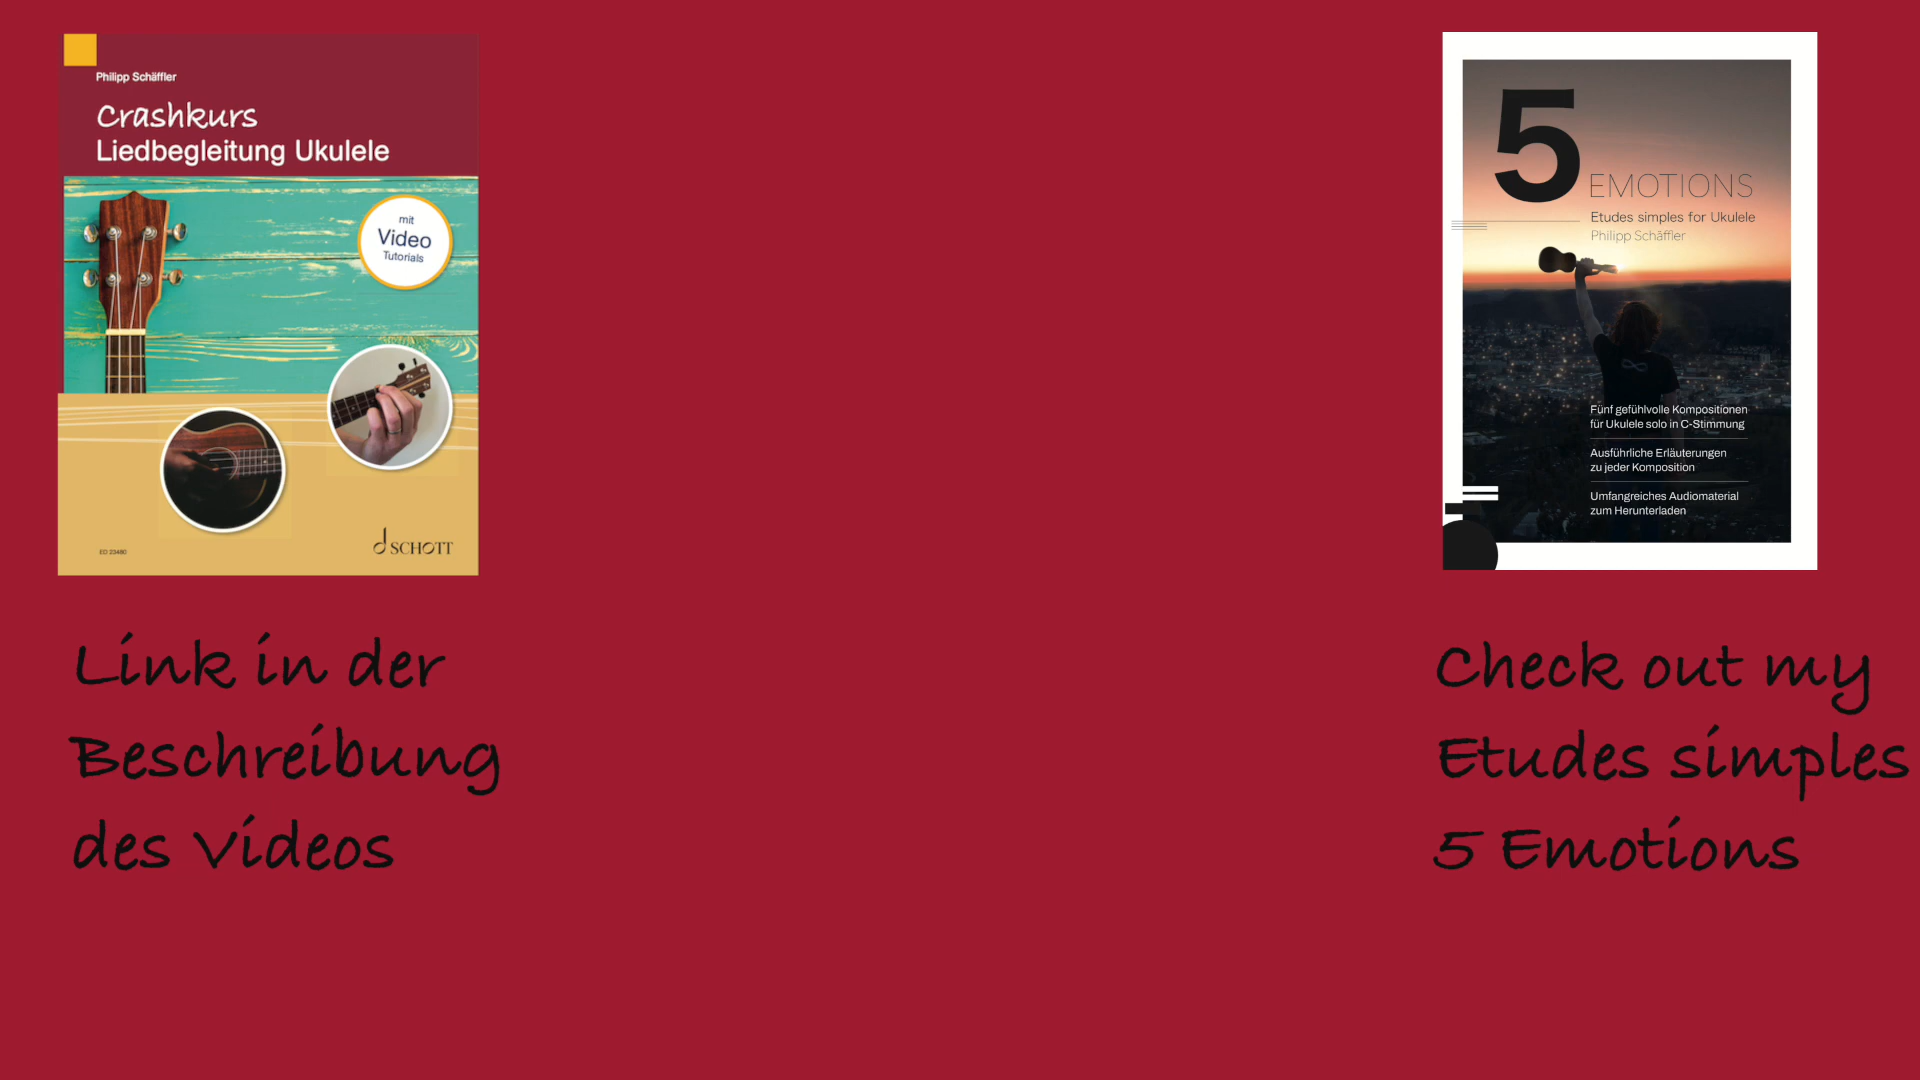 Philipp Schäffler
Crashkurs
Liedbegleitung Ukulele
mit
Video
Tutorials
ED 23480
SCHOTT
Link in der
Beschreibung
des Videos
5
EMOTIONS
Etudes simples for Ukulele
Philipp Schäffler
Fünf gefühlvolle Kompositionen
für Ukulele solo in C-Stimmung
Ausführliche Erläuterungen
zu jeder Komposition
Umfangreiches Audiomaterial
zum Herunterladen
Check out my
Etudes simples
5 Emotions